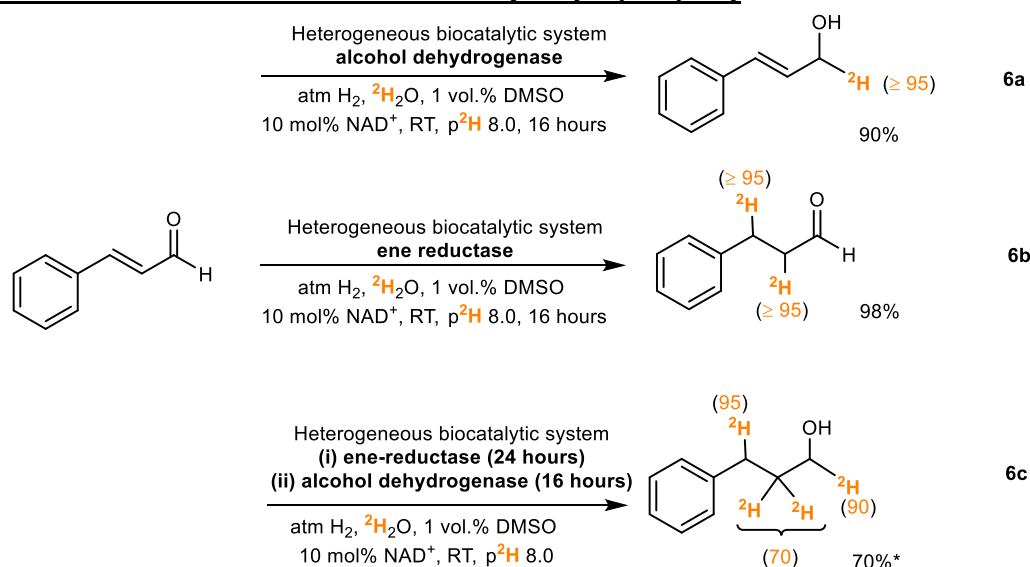 Heterogeneous biocatalytic system
alcohol dehydrogenase
atm H₂, ²H₂O, 1 vol.% DMSO
10 mol% NAD⁺, RT, p²H 8.0, 16 hours
OH
²H (≥ 95)
6a
90%
O
H
Heterogeneous biocatalytic system
ene reductase
atm H₂, ²H₂O, 1 vol.% DMSO
10 mol% NAD⁺, RT, p²H 8.0, 16 hours
(≥ 95)
²H
O
H
²H
(≥ 95)
6b
98%
Heterogeneous biocatalytic system
(i) ene-reductase (24 hours)
(ii) alcohol dehydrogenase (16 hours)
atm H₂, ²H₂O, 1 vol.% DMSO
10 mol% NAD⁺, RT, p²H 8.0
(95)
²H
OH
²H
(90)
²H ²H
(70)
6c
70%*